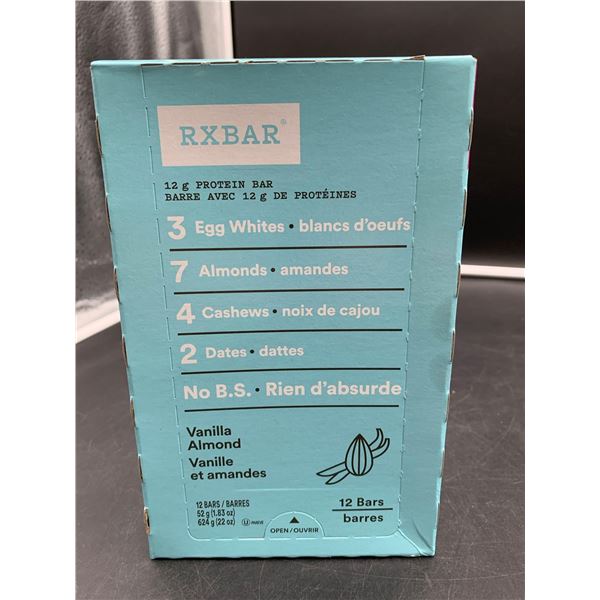 RXBAR®
12 g PROTEIN BAR
BARRE AVEC 12 g DE PROTÉINES
3 Egg Whites • blancs d'oeufs
7 Almonds • amandes
4 Cashews • noix de cajou
2 Dates • dattes
No B.S. • Rien d'absurde
Vanilla
Almond
Vanille
et amandes
12 BARS / BARRES
52 g (1.83 oz)
624 g (22 oz) U PAREVE
OPEN / OUVRIR
12 Bars
barres